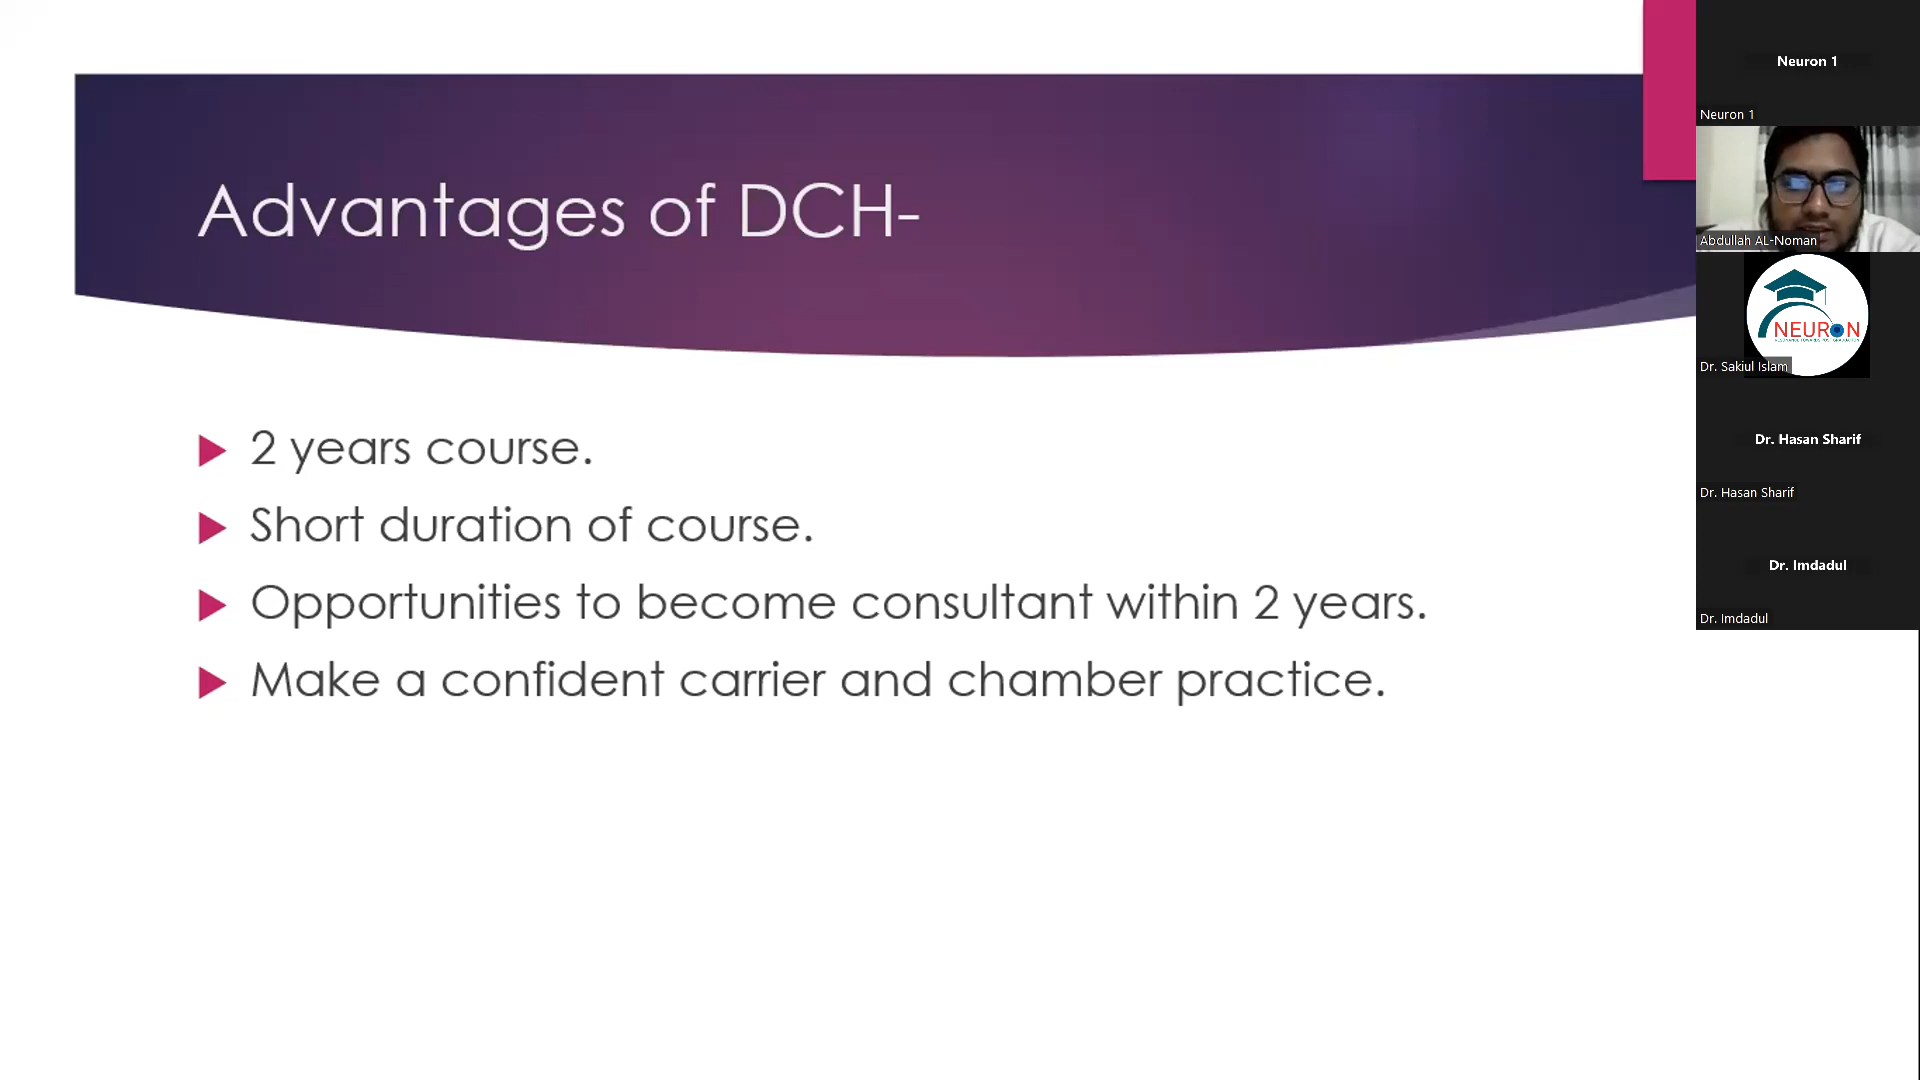 Advantages of DCH-
2 years course.
Short duration of course.
Opportunities to become consultant within 2 years.
Make a confident carrier and chamber practice.
Neuron 1
Neuron 1
Abdullah AL-Noman
NEURON
Dr. Sakiul Islam
Dr. Hasan Sharif
Dr. Hasan Sharif
Dr. Imdadul
Dr. Imdadul